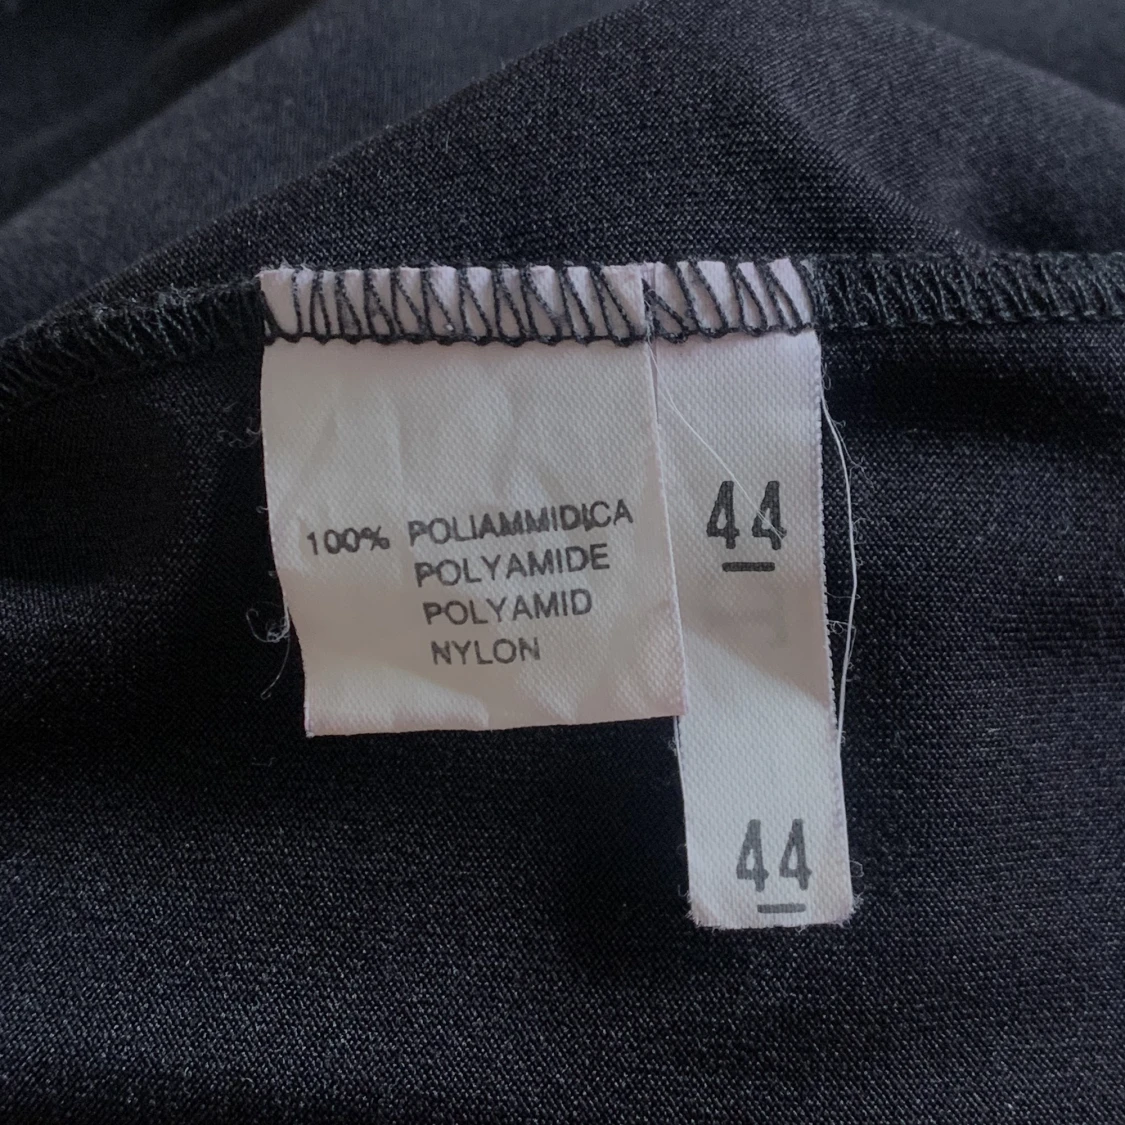 100% POLIAMMIDICA
POLYAMIDE
POLYAMID
NYLON
44
44